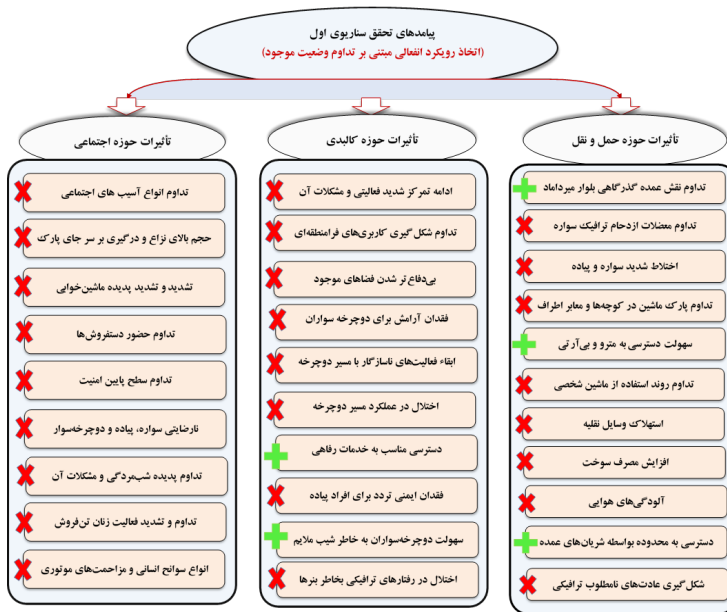 پیامدهای تحقق سناریوی اول
(اتخاذ رویکرد انفعالی مبتنی بر تداوم وضعیت موجود)
تأثیرات حوزه حمل و نقل
تداوم نقش عمده گذرگاهی بلوار میرداماد
تداوم معضلات ازدحام ترافیک سواره
اختلاط شدید سواره و پیاده
تداوم پارک ماشین در کوچه‌ها و معابر اطراف
سهولت دسترسی به مترو و بی‌آر‌تی
تداوم روند استفاده از ماشین شخصی
استهلاک وسایل نقلیه
افزایش مصرف سوخت
آلودگی‌های هوایی
دسترسی به محدوده بواسطه شریان‌های عمده
شکل‌گیری عادت‌های نامطلوب ترافیکی
تأثیرات حوزه کالبدی
ادامه تمرکز شدید فعالیتی و مشکلات آن
تداوم شکل‌گیری کاربری‌های فرامنطقه‌ای
بی‌دفاع‌تر شدن فضاهای موجود
فقدان آرامش برای دوچرخه سواران
ابقاء فعالیت‌های ناسازگار با مسیر دوچرخه
اختلال در عملکرد مسیر دوچرخه
دسترسی مناسب به خدمات رفاهی
فقدان ایمنی تردد برای افراد پیاده
سهولت دوچرخه‌سواران به خاطر شیب ملایم
اختلال در رفتارهای ترافیکی بخاطر بنرها
تأثیرات حوزه اجتماعی
تداوم انواع آسیب های اجتماعی
حجم بالای نزاع و درگیری بر سر جای پارک
تشدید و تشدید پدیده ماشین‌خوابی
تداوم حضور دستفروش‌ها
تداوم سطح پایین امنیت
نارضایتی سواره، پیاده و دوچرخه‌سوار
تداوم پدیده شب‌مردگی و مشکلات آن
تداوم و تشدید فعالیت زنان تن‌فروش
انواع سوانح انسانی و مزاحمت‌های موتوری